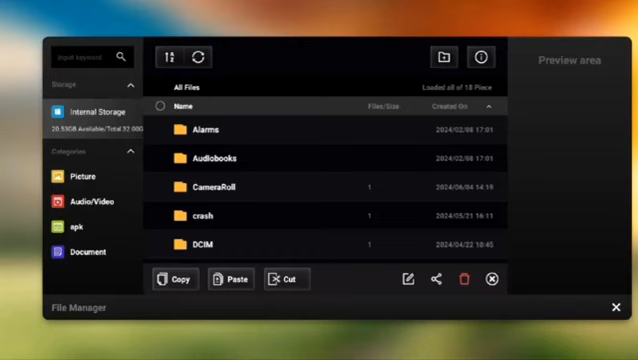 Input keyword
Preview area
Storage
All Files
Loaded all of 18 Piece
Name
Files/Size
Created On
Internal Storage
20.53GB Available/Total 32.00G
Alarms
2024/02/08 17:01
Categories
Audiobooks
2024/02/08 17:01
Picture
CameraRoll
1
2024/06/04 14:19
Audio/Video
crash
1
2024/05/21 16:11
apk
DCIM
1
2024/04/22 10:45
Document
Copy
Paste
Cut
File Manager